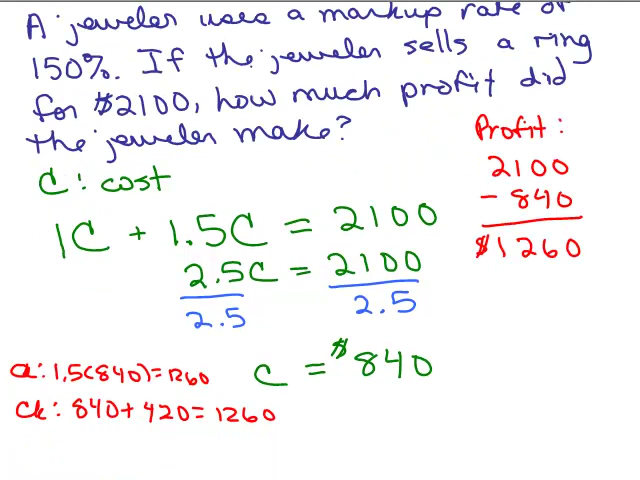 A jeweler uses a markup rate of
150%. If the jeweler sells a ring
for $2100, how much profit did
the jeweler make?
Profit:
2100
- 840
$1260
C: cost
1C + 1.5C = 2100
2.5C = 2100
2.5 2.5
C = $840
Ck: 1.5(840)=1260
Ck: 840+420=1260